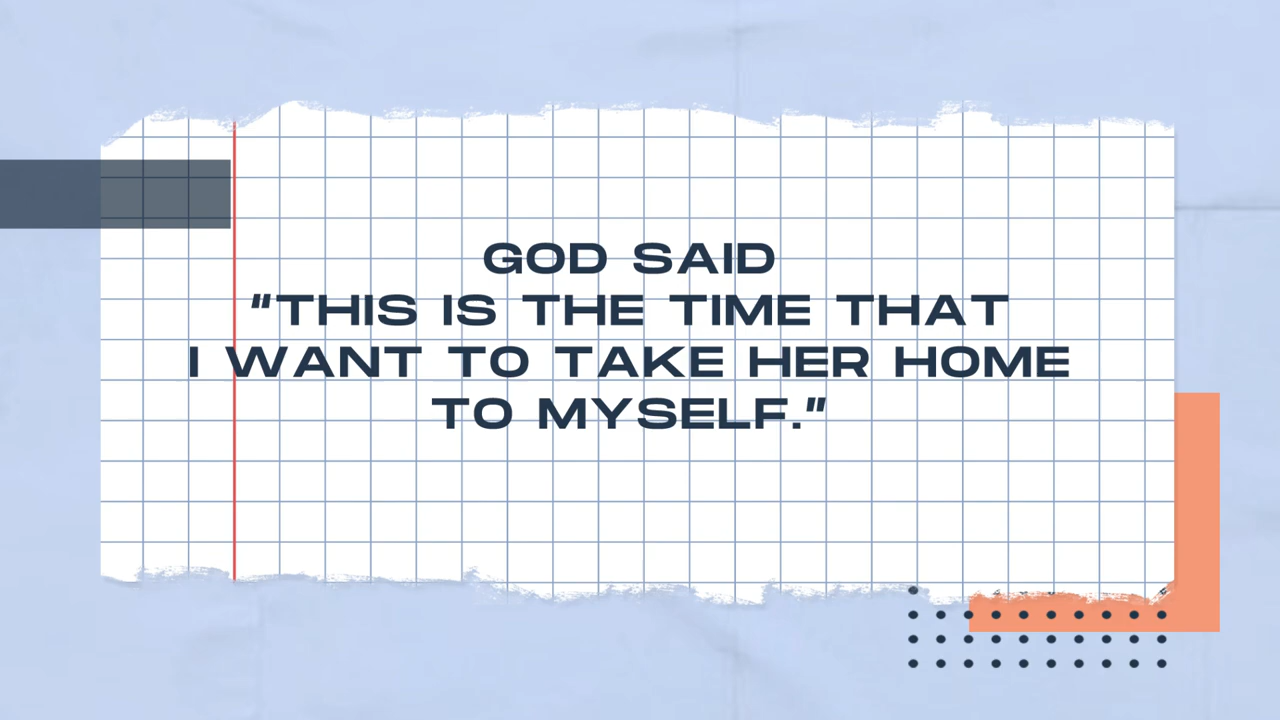 GOD SAID
"THIS IS THE TIME THAT
I WANT TO TAKE HER HOME
TO MYSELF."